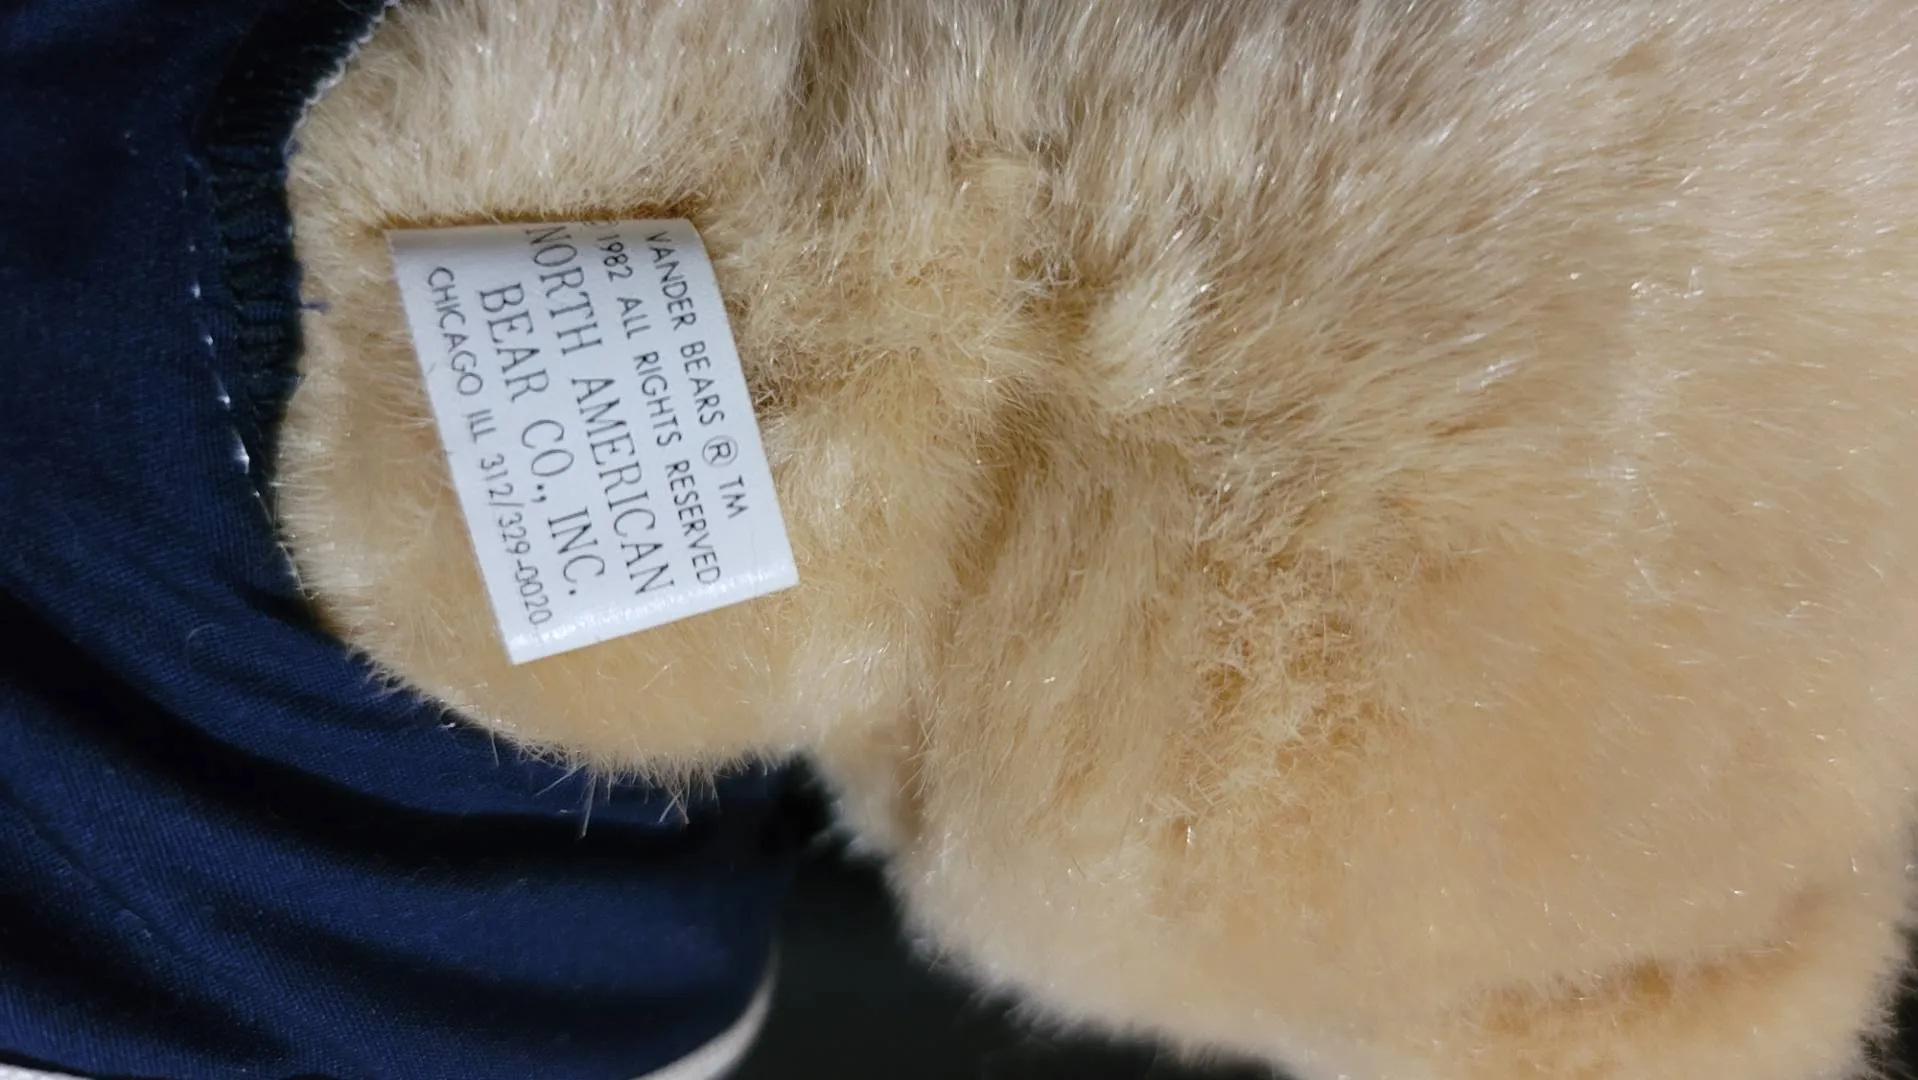 VANDER BEARS ® TM
© 1982 ALL RIGHTS RESERVED
NORTH AMERICAN
BEAR CO., INC.
CHICAGO ILL 312/329-0020